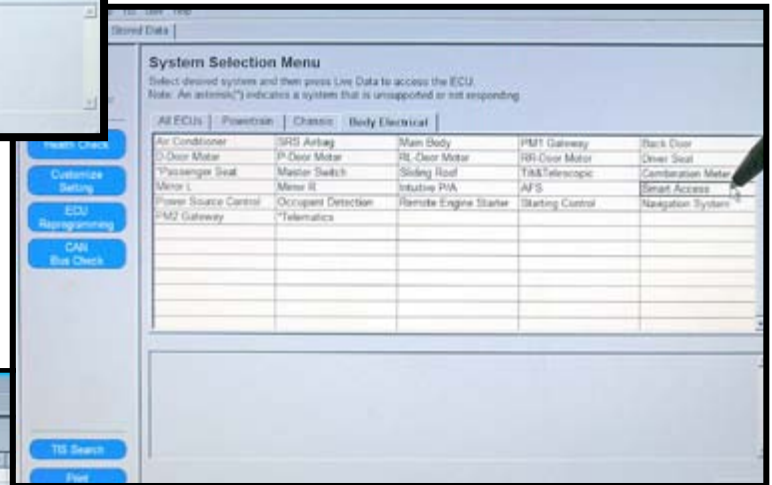 Help
Stored Data
System Selection Menu
Select desired system and then press Live Data to access the ECU.
Note: An asterisk(*) indicates a system that is unsupported or not responding.
All ECUs Powertrain Chassis Body Electrical
Air Conditioner SRS Airbag Main Body PM1 Gateway Back Door
D-Door Motor P-Door Motor RL-Door Motor RR-Door Motor Driver Seat
*Passenger Seat Master Switch Sliding Roof Tilt&Telescopic Combination Meter
Mirror L Mirror R Intuitive P/A AFS Smart Access
Power Source Control Occupant Detection Remote Engine Starter Starting Control Navigation System
PM2 Gateway *Telematics
Health Check
Customize
Setting
ECU
Reprogramming
CAN
Bus Check
TIS Search
Print